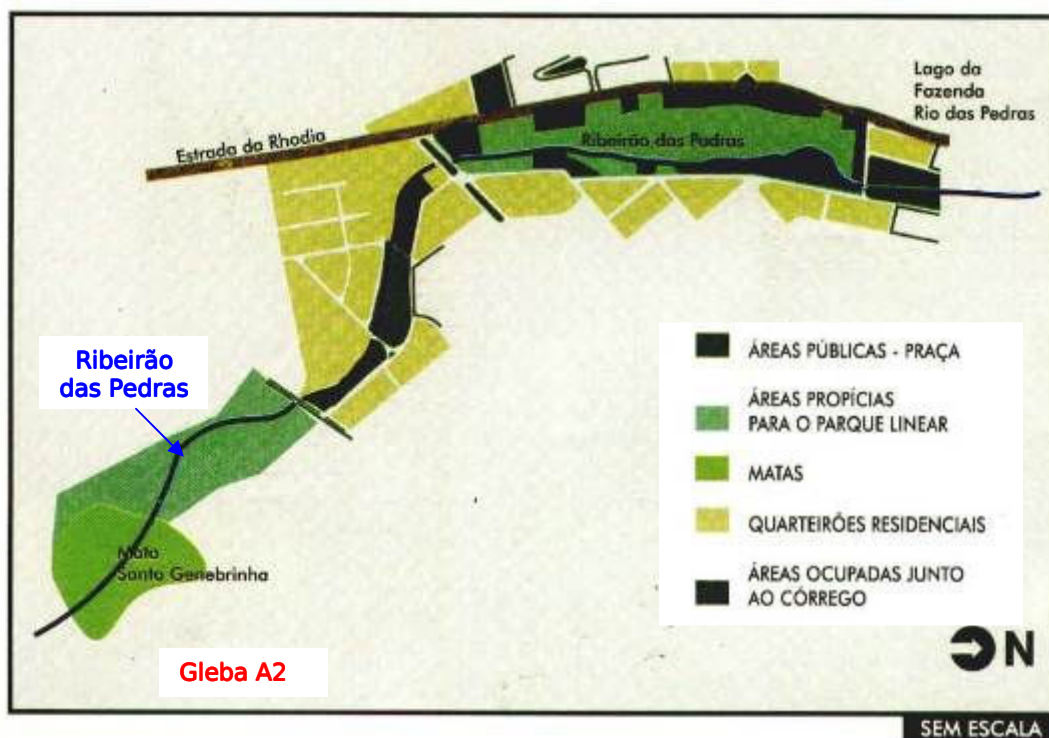 Lago da
Fazenda
Rio das Pedras
Estrada da Rhodia
Ribeirão das Pedras
Ribeirão
das Pedras
ÁREAS PÚBLICAS - PRAÇA
ÁREAS PROPÍCIAS
PARA O PARQUE LINEAR
MATAS
QUARTEIRÕES RESIDENCIAIS
ÁREAS OCUPADAS JUNTO
AO CÓRREGO
Mata
Santa Genebrinha
Gleba A2
N
SEM ESCALA